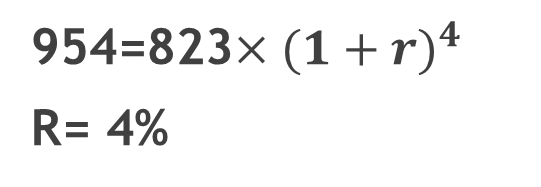 954=823× (1 + r)⁴
R= 4%